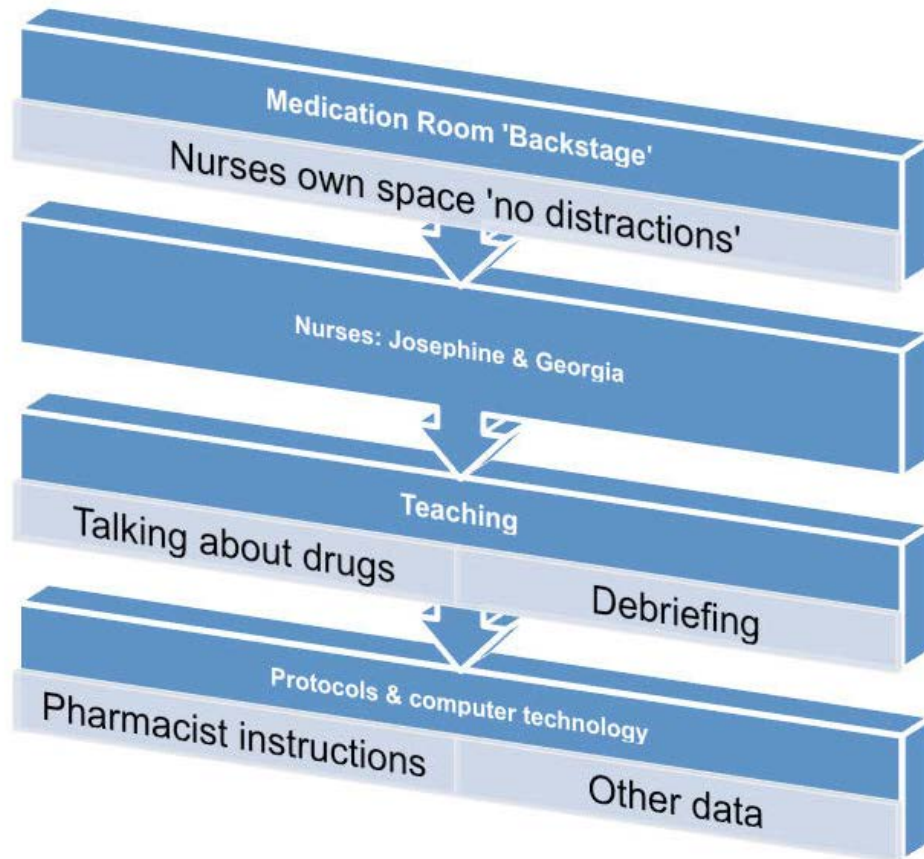 Medication Room 'Backstage'
Nurses own space 'no distractions'
Nurses: Josephine & Georgia
Teaching
Talking about drugs
Debriefing
Protocols & computer technology
Pharmacist instructions
Other data